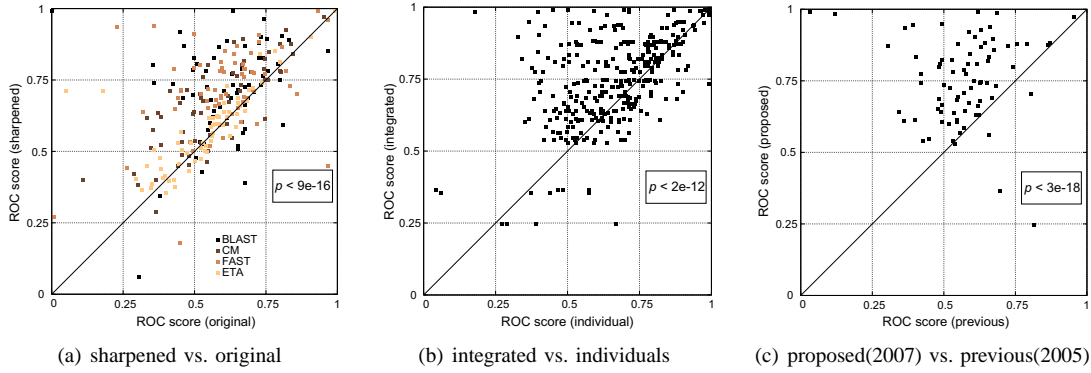 1
0.75
0.5
0.25
0
ROC score (sharpened)
p < 9e-16
BLAST
CM
FAST
ETA
0
0.25
0.5
0.75
1
ROC score (original)
(a) sharpened vs. original
1
0.75
0.5
0.25
0
ROC score (integrated)
p < 2e-12
0
0.25
0.5
0.75
1
ROC score (individual)
(b) integrated vs. individuals
1
0.75
0.5
0.25
0
ROC score (proposed)
p < 3e-18
0
0.25
0.5
0.75
1
ROC score (previous)
(c) proposed(2007) vs. previous(2005)